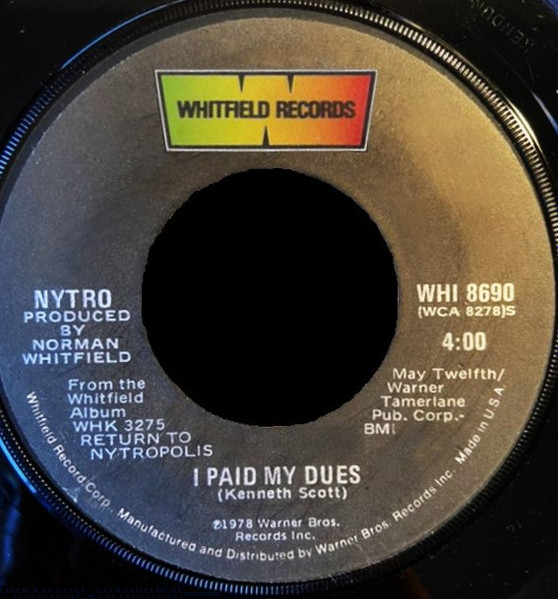 WHITFIELD RECORDS
NYTRO
PRODUCED
BY
NORMAN
WHITFIELD
WHI 8690
(WCA 8278)S
4:00
From the
Whitfield
Album
WHK 3275
RETURN TO
NYTROPOLIS
May Twelfth/
Warner
Tamerlane
Pub. Corp.-
BMI
I PAID MY DUES
(Kenneth Scott)
℗1978 Warner Bros.
Records Inc.
Whitfield Record Corp. Manufactured and Distributed by Warner Bros. Records Inc. Made in U.S.A.